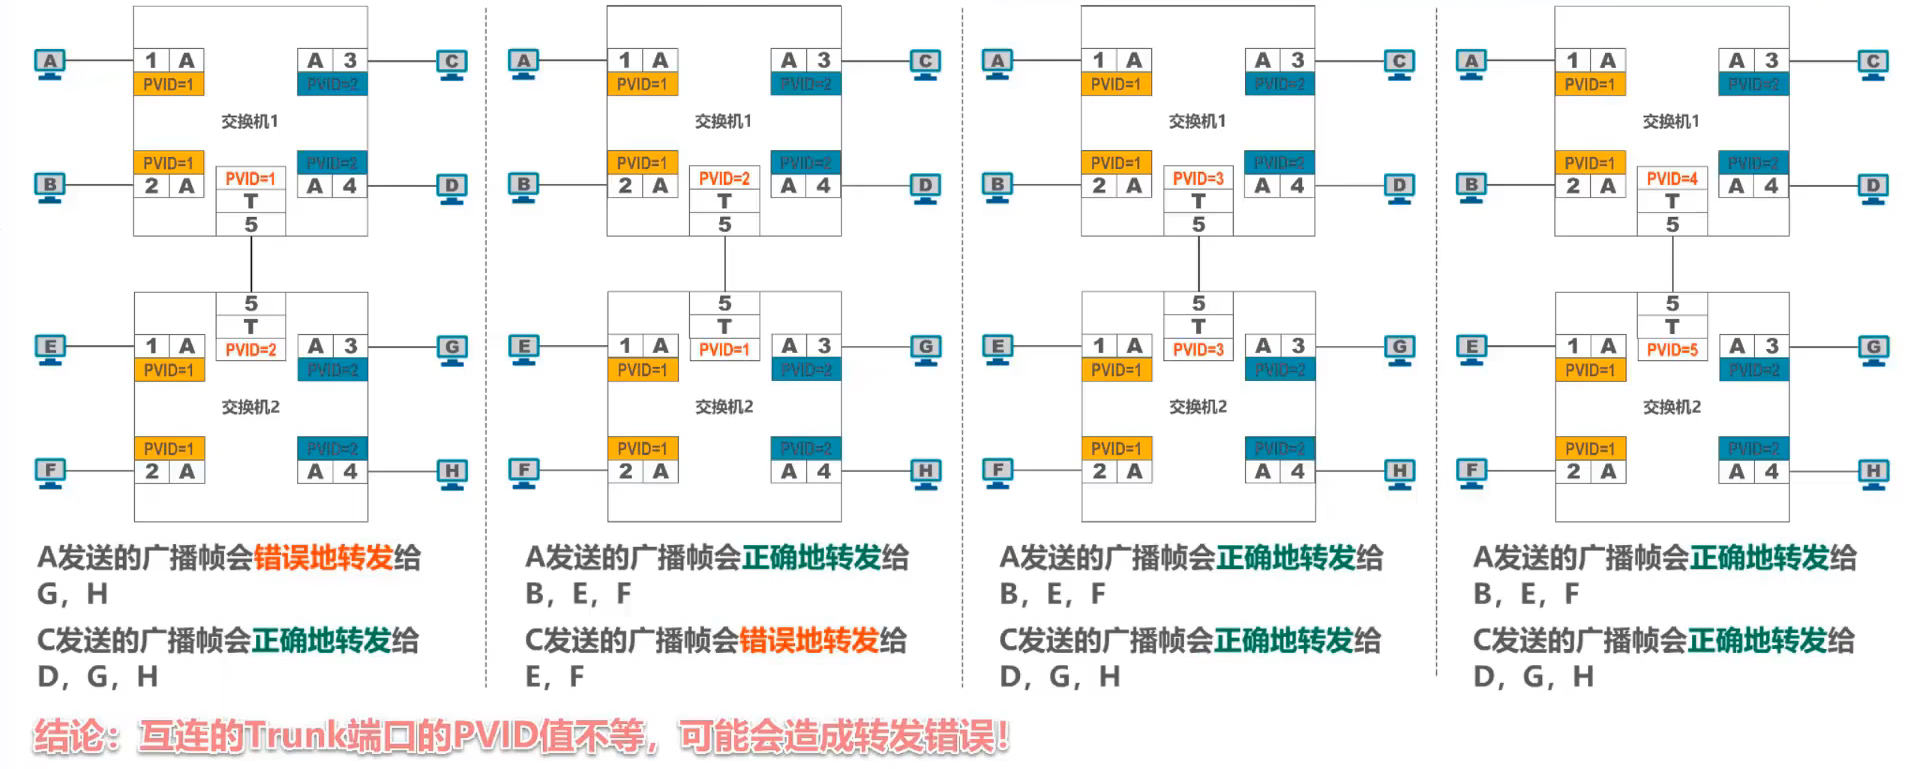 A 1 A A 3 C
PVID=1 PVID=2
交换机1
PVID=1 PVID=1 PVID=2
B 2 A T A 4 D
5
5
T
E 1 A PVID=2 A 3 G
PVID=1 PVID=2
交换机2
PVID=1 PVID=2
F 2 A A 4 H
A发送的广播帧会错误地转发给
G，H
C发送的广播帧会正确地转发给
D，G，H
A 1 A A 3 C
PVID=1 PVID=2
交换机1
PVID=1 PVID=2 PVID=2
B 2 A T A 4 D
5
5
T
E 1 A PVID=1 A 3 G
PVID=1 PVID=2
交换机2
PVID=1 PVID=2
F 2 A A 4 H
A发送的广播帧会正确地转发给
B，E，F
C发送的广播帧会错误地转发给
E，F
A 1 A A 3 C
PVID=1 PVID=2
交换机1
PVID=1 PVID=3 PVID=2
B 2 A T A 4 D
5
5
T
E 1 A PVID=3 A 3 G
PVID=1 PVID=2
交换机2
PVID=1 PVID=2
F 2 A A 4 H
A发送的广播帧会正确地转发给
B，E，F
C发送的广播帧会正确地转发给
D，G，H
A 1 A A 3 C
PVID=1 PVID=2
交换机1
PVID=1 PVID=4 PVID=2
B 2 A T A 4 D
5
5
T
E 1 A PVID=5 A 3 G
PVID=1 PVID=2
交换机2
PVID=1 PVID=2
F 2 A A 4 H
A发送的广播帧会正确地转发给
B，E，F
C发送的广播帧会正确地转发给
D，G，H
结论：互连的Trunk端口的PVID值不等，可能会造成转发错误！